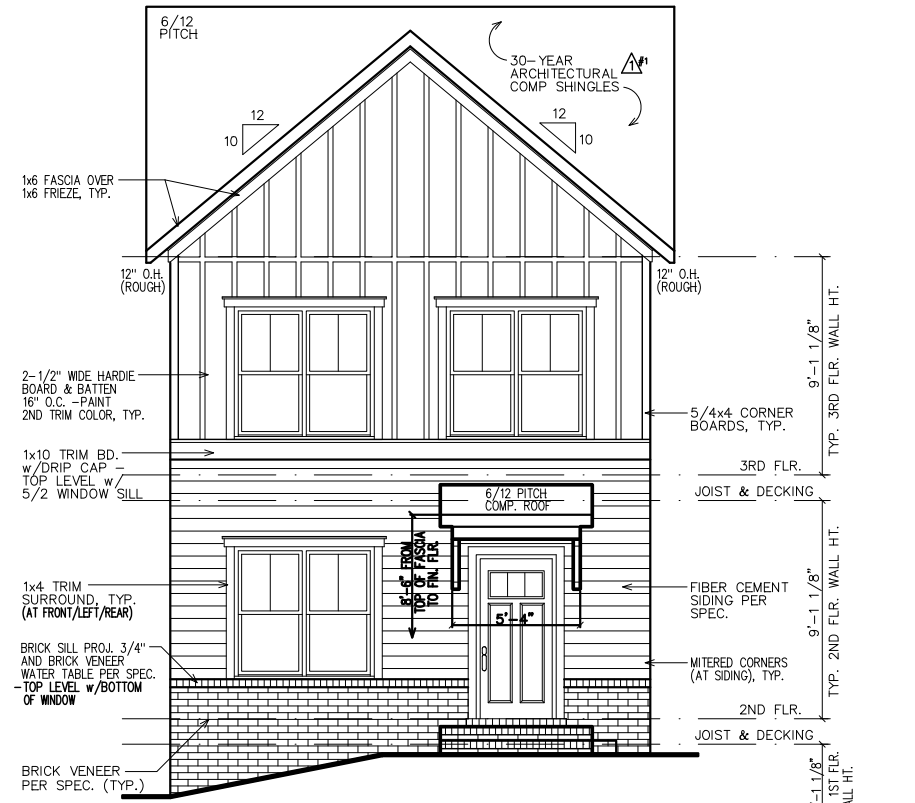 6/12
PITCH
30-YEAR
ARCHITECTURAL
COMP SHINGLES
1
#1
12
10
12
10
1x6 FASCIA OVER
1x6 FRIEZE, TYP.
12" O.H.
(ROUGH)
12" O.H.
(ROUGH)
9'-1 1/8"
TYP. 3RD FLR. WALL HT.
2-1/2" WIDE HARDIE
BOARD & BATTEN
16" O.C. -PAINT
2ND TRIM COLOR, TYP.
5/4x4 CORNER
BOARDS, TYP.
1x10 TRIM BD.
w/DRIP CAP -
TOP LEVEL w/
5/2 WINDOW SILL
3RD FLR.
JOIST & DECKING
6/12 PITCH
COMP. ROOF
8'-6" FROM
TOP OF FASCIA
TO FIN. FLR.
5'-4"
1x4 TRIM
SURROUND, TYP.
(AT FRONT/LEFT/REAR)
FIBER CEMENT
SIDING PER
SPEC.
9'-1 1/8"
TYP. 2ND FLR. WALL HT.
BRICK SILL PROJ. 3/4"
AND BRICK VENEER
WATER TABLE PER SPEC.
-TOP LEVEL w/BOTTOM
OF WINDOW
MITERED CORNERS
(AT SIDING), TYP.
2ND FLR.
JOIST & DECKING
BRICK VENEER
PER SPEC. (TYP.)
-1 1/8"
1ST FLR.
HT.